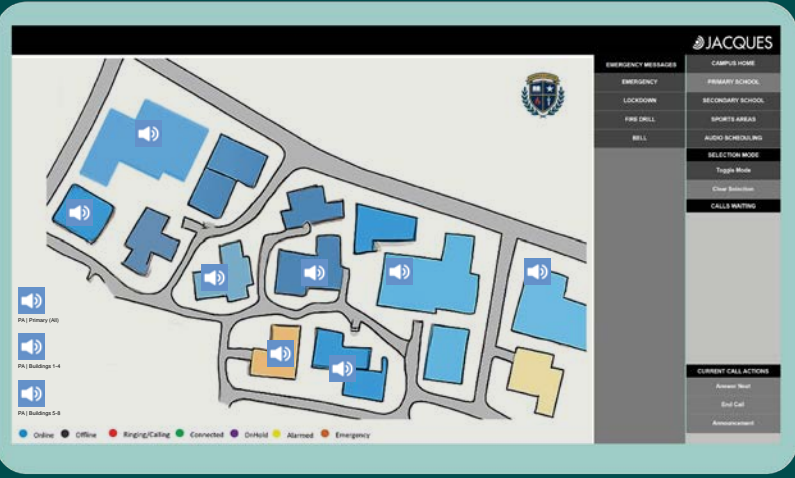 JACQUES
EMERGENCY MESSAGES
EMERGENCY
LOCKDOWN
FIRE DRILL
BELL
CAMPUS HOME
PRIMARY SCHOOL
SECONDARY SCHOOL
SPORTS AREAS
AUDIO SCHEDULING
SELECTION MODE
Toggle Mode
Clear Selection
CALLS WAITING
PA | Primary (All)
PA | Buildings 1-4
PA | Buildings 5-8
CURRENT CALL ACTIONS
Answer Next
End Call
Announcement
Online Offline Ringing/Calling Connected OnHold Alarmed Emergency